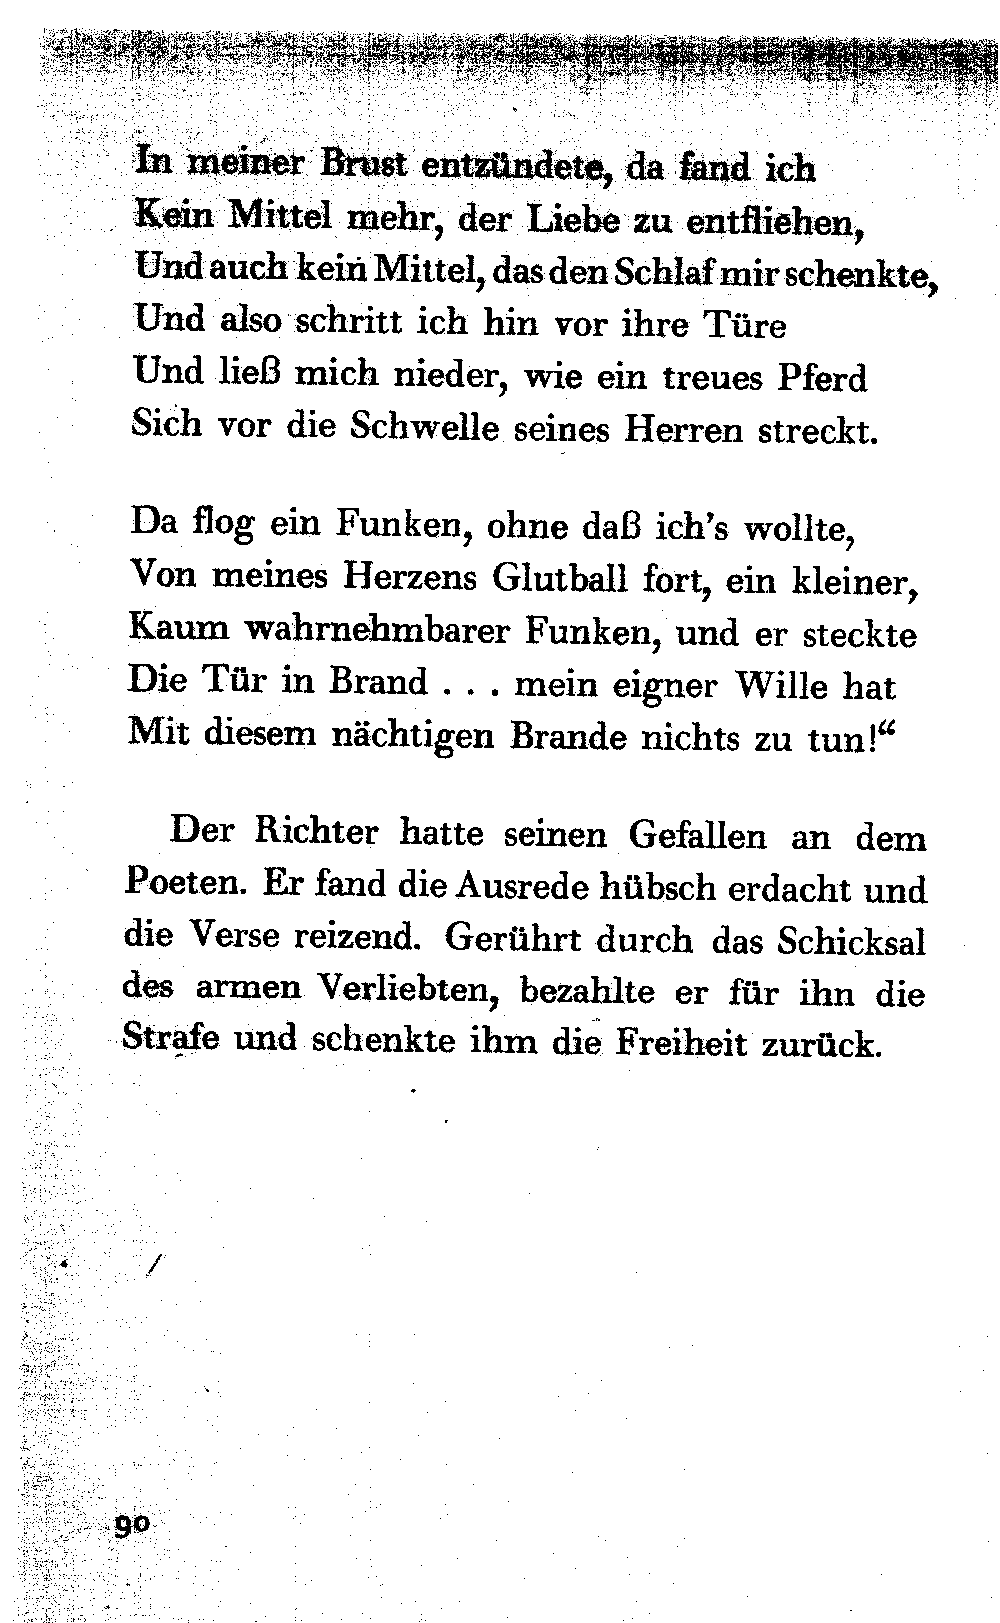 In meiner Brust entzündete, da fand ich
Kein Mittel mehr, der Liebe zu entfliehen,
Und auch kein Mittel, das den Schlaf mir schenkte,
Und also schritt ich hin vor ihre Türe
Und ließ mich nieder, wie ein treues Pferd
Sich vor die Schwelle seines Herren streckt.
Da flog ein Funken, ohne daß ich's wollte,
Von meines Herzens Glutball fort, ein kleiner,
Kaum wahrnehmbarer Funken, und er steckte
Die Tür in Brand . . . mein eigner Wille hat
Mit diesem nächtigen Brande nichts zu tun!“
Der Richter hatte seinen Gefallen an dem
Poeten. Er fand die Ausrede hübsch erdacht und
die Verse reizend. Gerührt durch das Schicksal
des armen Verliebten, bezahlte er für ihn die
Strafe und schenkte ihm die Freiheit zurück.
90